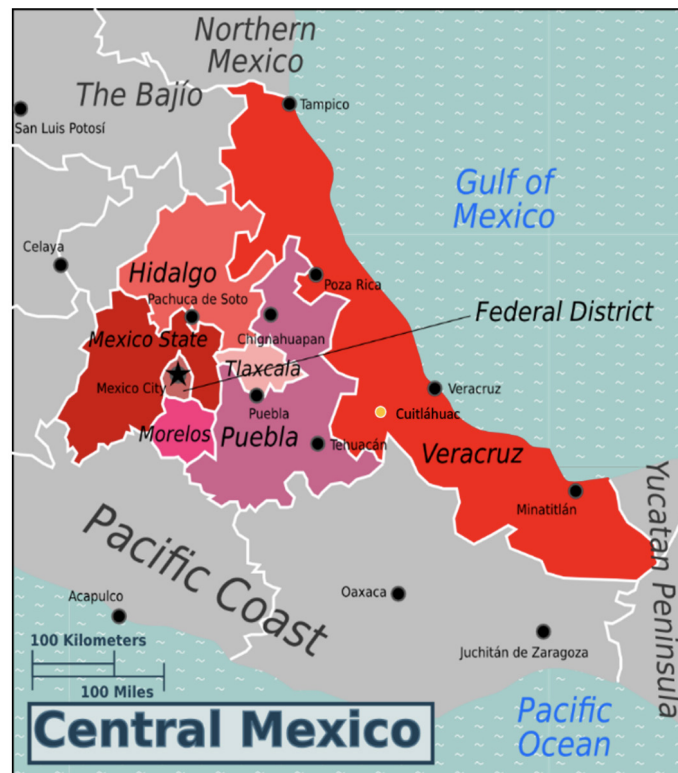 Northern
Mexico
The Bajío
Tampico
San Luis Potosí
Gulf of
Mexico
Celaya
Hidalgo
Poza Rica
Pachuca de Soto
Federal District
Mexico State
Chignahuapan
Tlaxcala
Mexico City
Veracruz
Puebla
Cuitláhuac
Morelos
Puebla
Tehuacán
Veracruz
Yucatan Peninsula
Minatitlán
Pacific Coast
Oaxaca
Acapulco
100 Kilometers
Juchitán de Zaragoza
100 Miles
Pacific
Ocean
Central Mexico